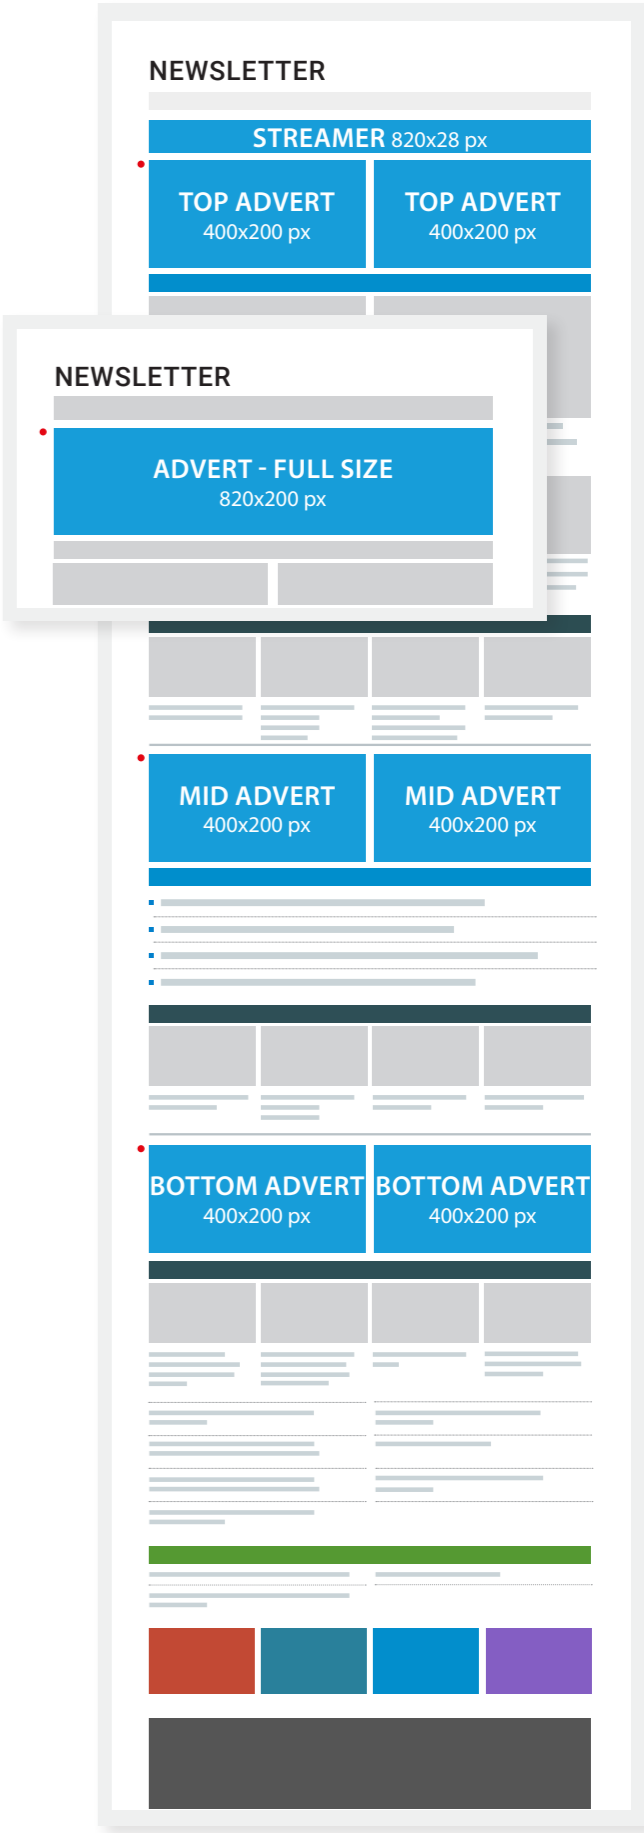 NEWSLETTER
STREAMER 820x28 px
TOP ADVERT
400x200 px
TOP ADVERT
400x200 px
NEWSLETTER
ADVERT - FULL SIZE
820x200 px
MID ADVERT
400x200 px
MID ADVERT
400x200 px
BOTTOM ADVERT
400x200 px
BOTTOM ADVERT
400x200 px